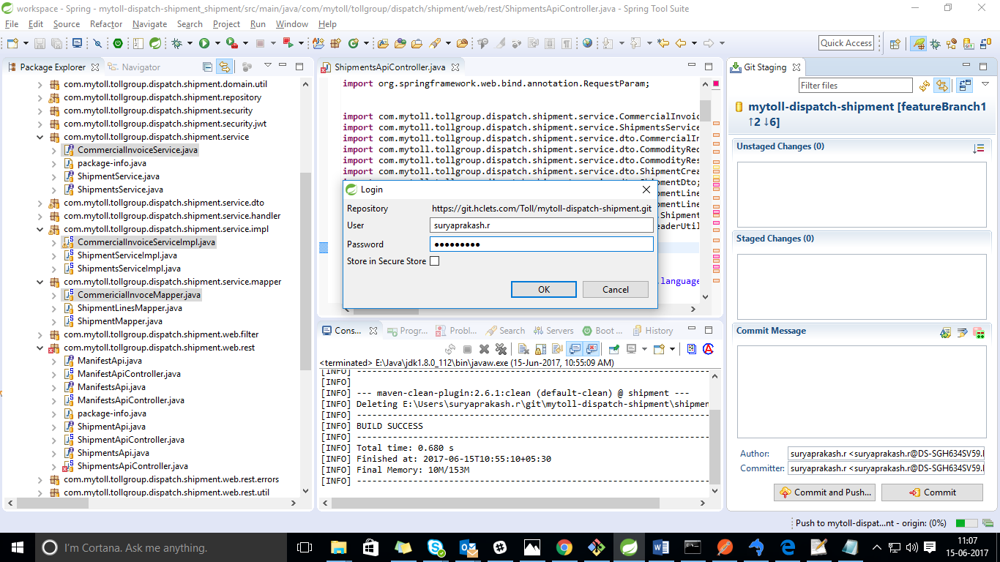 workspace - Spring - mytoll-dispatch-shipment_shipment/src/main/java/com/mytoll/tollgroup/dispatch/shipment/web/rest/ShipmentsApiController.java - Spring Tool Suite
File Edit Source Refactor Navigate Search Project Run Window Help
Quick Access
Package Explorer
Navigator
com.mytoll.tollgroup.dispatch.shipment.domain.util
com.mytoll.tollgroup.dispatch.shipment.repository
com.mytoll.tollgroup.dispatch.shipment.security
com.mytoll.tollgroup.dispatch.shipment.security.jwt
com.mytoll.tollgroup.dispatch.shipment.service
CommercialInvoiceService.java
package-info.java
ShipmentService.java
ShipmentsService.java
com.mytoll.tollgroup.dispatch.shipment.service.dto
com.mytoll.tollgroup.dispatch.shipment.service.handler
com.mytoll.tollgroup.dispatch.shipment.service.impl
CommercialInvoiceServiceImpl.java
ShipmentServiceImpl.java
ShipmentsServiceImpl.java
com.mytoll.tollgroup.dispatch.shipment.service.mapper
CommericialInvoceMapper.java
ShipmentLinesMapper.java
ShipmentMapper.java
com.mytoll.tollgroup.dispatch.shipment.web.filter
com.mytoll.tollgroup.dispatch.shipment.web.rest
ManifestApi.java
ManifestApiController.java
ManifestsApi.java
ManifestsApiController.java
package-info.java
ShipmentApi.java
ShipmentApiController.java
ShipmentsApi.java
ShipmentsApiController.java
com.mytoll.tollgroup.dispatch.shipment.web.rest.errors
com.mytoll.tollgroup.dispatch.shipment.web.rest.util
ShipmentsApiController.java
import org.springframework.web.bind.annotation.RequestParam;
import com.mytoll.tollgroup.dispatch.shipment.service.CommercialInvoic
import com.mytoll.tollgroup.dispatch.shipment.service.ShipmentsService
import com.mytoll.tollgroup.dispatch.shipment.service.dto.CommercialIn
import com.mytoll.tollgroup.dispatch.shipment.service.dto.CommodityRec
import com.mytoll.tollgroup.dispatch.shipment.service.dto.CommodityRes
import com.mytoll.tollgroup.dispatch.shipment.service.dto.ShipmentCrea
ShipmentDto;
ipmentLine
ipmentLine
.Shipment
eaderUtil
.language
Login
Repository https://git.hclets.com/Toll/mytoll-dispatch-shipment.git
User suryaprakash.r
Password ●●●●●●●●●
Store in Secure Store
OK Cancel
Cons... Progr... Probl... Search Servers Boot ... History
<terminated> E:\Java\jdk1.8.0_112\bin\javaw.exe (15-Jun-2017, 10:55:09 AM)
[INFO] ------------------------------------------------------------------------
[INFO]
[INFO] --- maven-clean-plugin:2.6.1:clean (default-clean) @ shipment ---
[INFO] Deleting E:\Users\suryaprakash.r\git\mytoll-dispatch-shipment\shipmen
[INFO] ------------------------------------------------------------------------
[INFO] BUILD SUCCESS
[INFO] ------------------------------------------------------------------------
[INFO] Total time: 0.680 s
[INFO] Finished at: 2017-06-15T10:55:10+05:30
[INFO] Final Memory: 10M/153M
[INFO] ------------------------------------------------------------------------
Git Staging
Filter files
mytoll-dispatch-shipment [featureBranch1
↑2 ↓6]
Unstaged Changes (0)
Staged Changes (0)
Commit Message
Author: suryaprakash.r <suryaprakash.r@DS-SGH634SV59.
Committer: suryaprakash.r <suryaprakash.r@DS-SGH634SV59.
Commit and Push... Commit
Push to mytoll-dispat...nt - origin: (0%)
I'm Cortana. Ask me anything.
11:07
15-06-2017